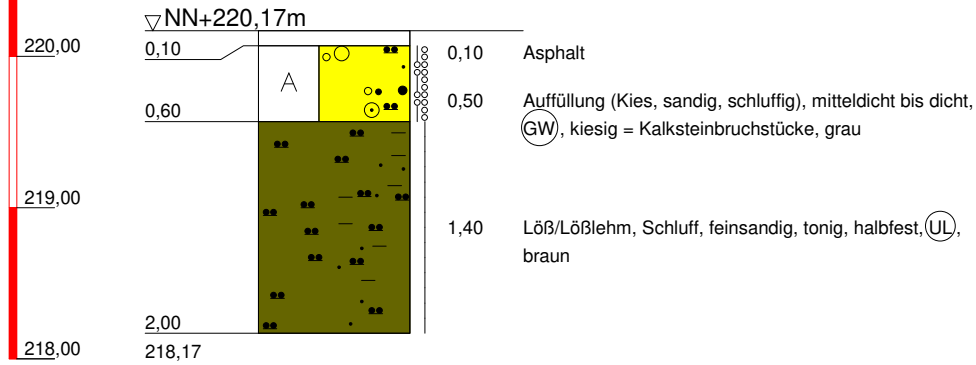 NN+220,17m
220,00
0,10
0,10 Asphalt
A
0,60
0,50 Auffüllung (Kies, sandig, schluffig), mitteldicht bis dicht,
GW, kiesig = Kalksteinbruchstücke, grau
219,00
1,40 Löß/Lößlehm, Schluff, feinsandig, tonig, halbfest, UL,
braun
2,00
218,00
218,17